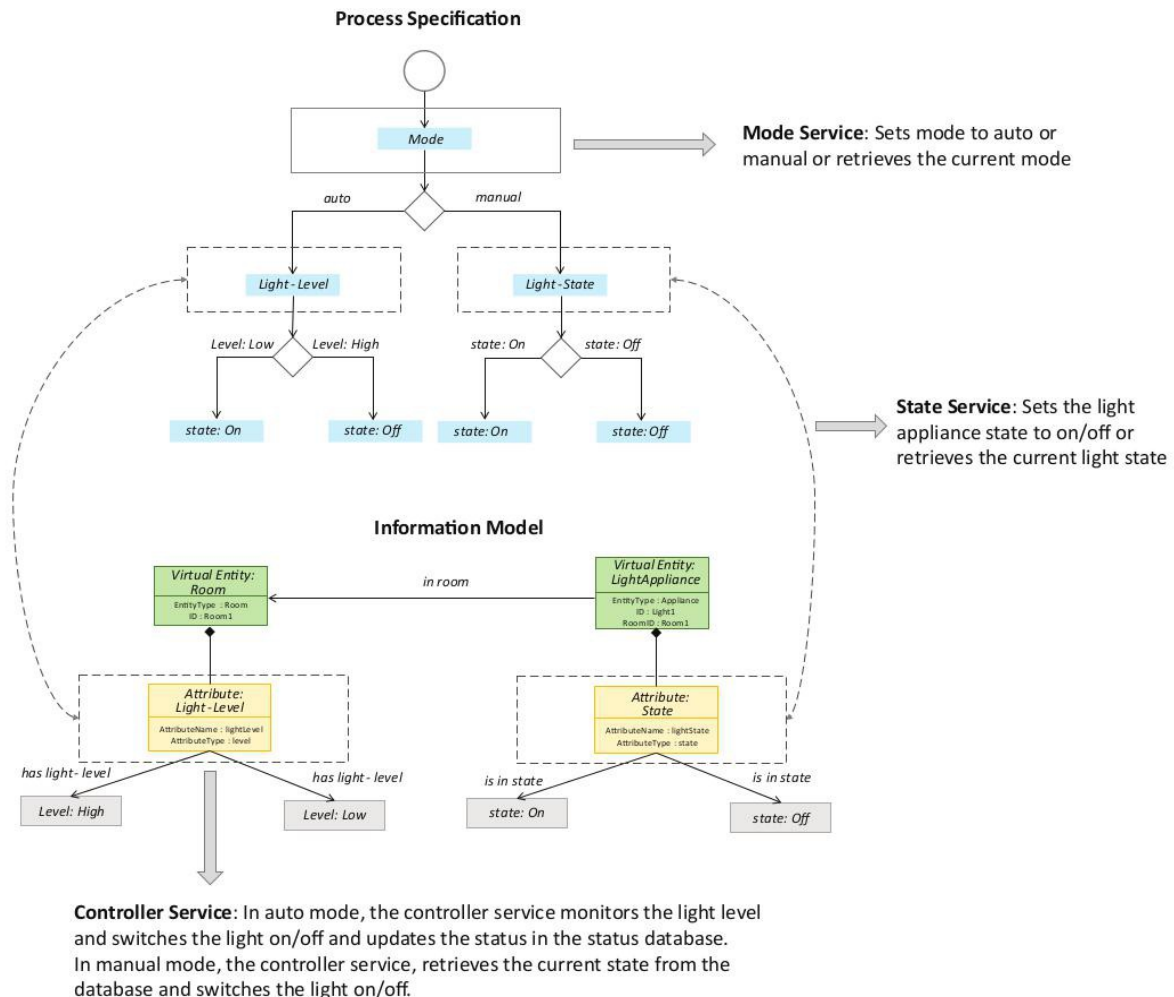 Process Specification
Mode
Mode Service: Sets mode to auto or
manual or retrieves the current mode
auto
manual
Light-Level
Light-State
Level: Low
Level: High
state: On
state: Off
state: On
state: Off
state: On
state: Off
State Service: Sets the light
appliance state to on/off or
retrieves the current light state
Information Model
Virtual Entity:
Room
EntityType : Room
ID : Room1
in room
Virtual Entity:
LightAppliance
EntityType : Appliance
ID : Light1
RoomID : Room1
Attribute:
Light-Level
AttributeName : lightLevel
AttributeType : level
Attribute:
State
AttributeName : lightState
AttributeType : state
has light- level
has light- level
is in state
is in state
Level: High
Level: Low
state: On
state: Off
Controller Service: In auto mode, the controller service monitors the light level
and switches the light on/off and updates the status in the status database.
In manual mode, the controller service, retrieves the current state from the
database and switches the light on/off.